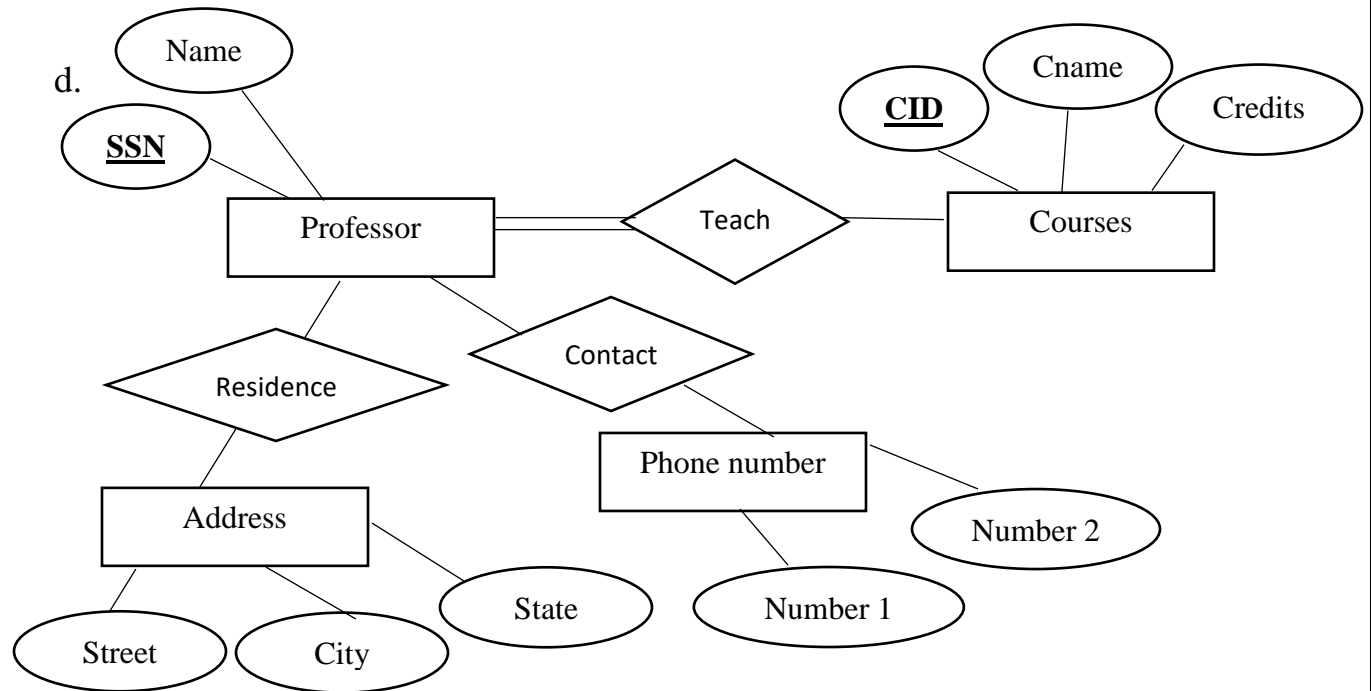 d.
Name
SSN
Cname
CID
Credits
Professor
Teach
Courses
Residence
Contact
Address
Phone number
Number 2
State
Number 1
Street
City